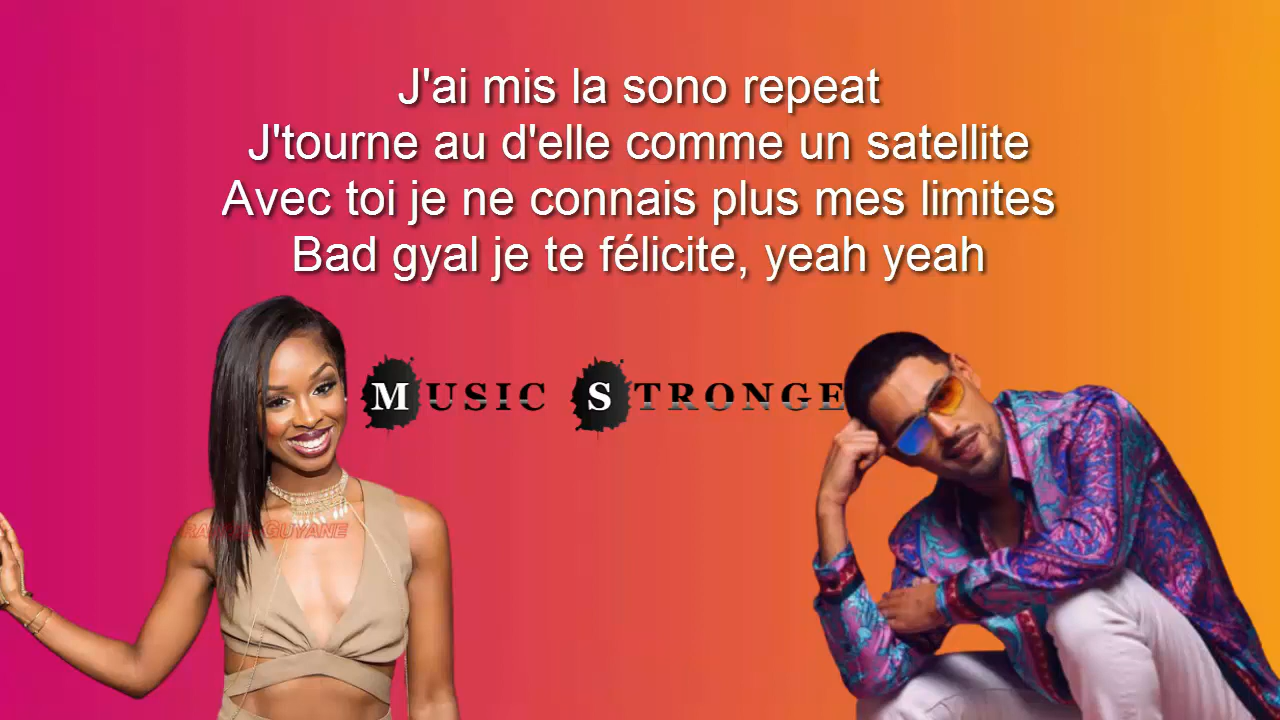 J'ai mis la sono repeat
J'tourne au d'elle comme un satellite
Avec toi je ne connais plus mes limites
Bad gyal je te félicite, yeah yeah
MUSIC STRONGE
GUYANE